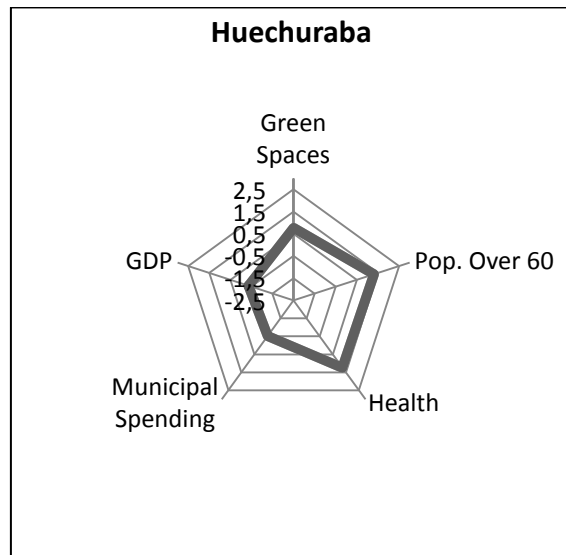 Huechuraba
Green
Spaces
2,5
1,5
0,5
-0,5
-1,5
-2,5
GDP
Pop. Over 60
Municipal
Spending
Health